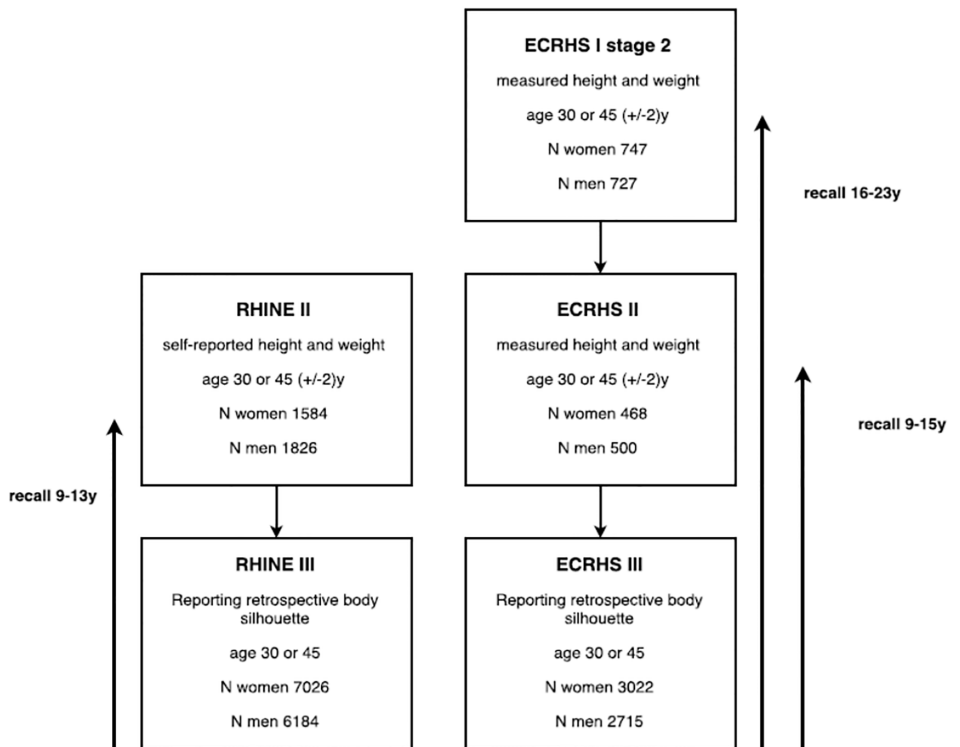 ECRHS I stage 2
measured height and weight
age 30 or 45 (+/-2)y
N women 747
N men 727
recall 16-23y
RHINE II
self-reported height and weight
age 30 or 45 (+/-2)y
N women 1584
N men 1826
ECRHS II
measured height and weight
age 30 or 45 (+/-2)y
N women 468
N men 500
recall 9-15y
recall 9-13y
RHINE III
Reporting retrospective body
silhouette
age 30 or 45
N women 7026
N men 6184
ECRHS III
Reporting retrospective body
silhouette
age 30 or 45
N women 3022
N men 2715